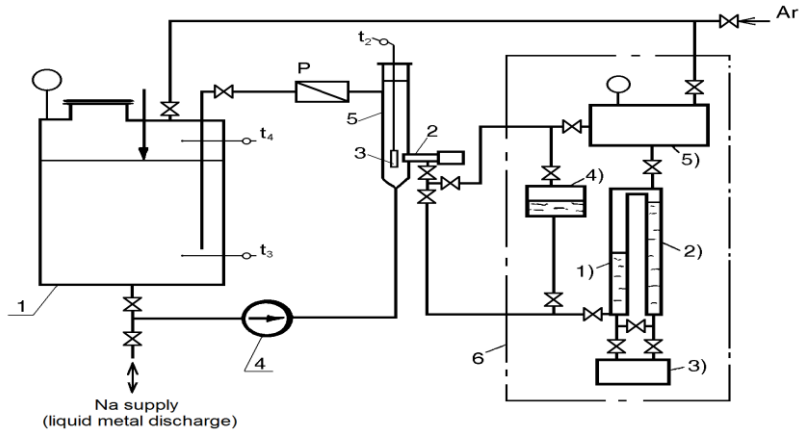 Ar
t2
P
5
2
3
t4
t3
1
4
Na supply
(liquid metal discharge)
4)
5)
1)
2)
3)
6